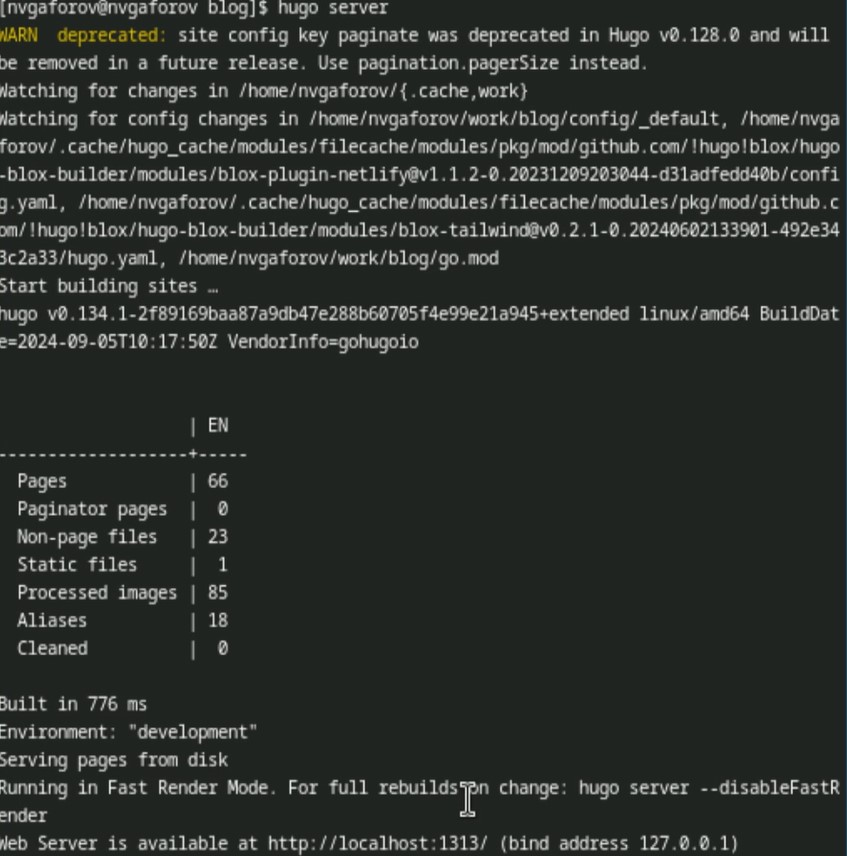 [nvgaforov@nvgaforov blog]$ hugo server
WARN  deprecated: site config key paginate was deprecated in Hugo v0.128.0 and will
be removed in a future release. Use pagination.pagerSize instead.
Watching for changes in /home/nvgaforov/{.cache,work}
Watching for config changes in /home/nvgaforov/work/blog/config/_default, /home/nvga
forov/.cache/hugo_cache/modules/filecache/modules/pkg/mod/github.com/!hugo!blox/hugo
-blox-builder/modules/blox-plugin-netlify@v1.1.2-0.20231209203044-d31adfedd40b/confi
g.yaml, /home/nvgaforov/.cache/hugo_cache/modules/filecache/modules/pkg/mod/github.c
om/!hugo!blox/hugo-blox-builder/modules/blox-tailwind@v0.2.1-0.20240602133901-492e34
3c2a33/hugo.yaml, /home/nvgaforov/work/blog/go.mod
Start building sites …
hugo v0.134.1-2f89169baa87a9db47e288b60705f4e99e21a945+extended linux/amd64 BuildDat
e=2024-09-05T10:17:50Z VendorInfo=gohugoio
                   | EN
-------------------+-----
  Pages            | 66
  Paginator pages  |  0
  Non-page files   | 23
  Static files     |  1
  Processed images | 85
  Aliases          | 18
  Cleaned          |  0
Built in 776 ms
Environment: "development"
Serving pages from disk
Running in Fast Render Mode. For full rebuilds on change: hugo server --disableFastR
ender
Web Server is available at http://localhost:1313/ (bind address 127.0.0.1)